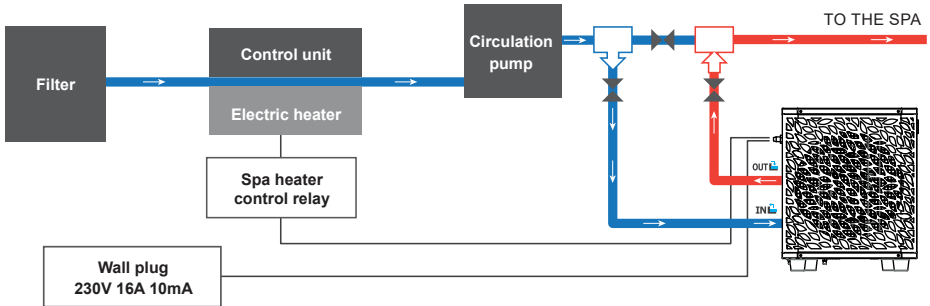 TO THE SPA
Circulation
pump
Control unit
Filter
Electric heater
OUT
Spa heater
control relay
IN
Wall plug
230V 16A 10mA